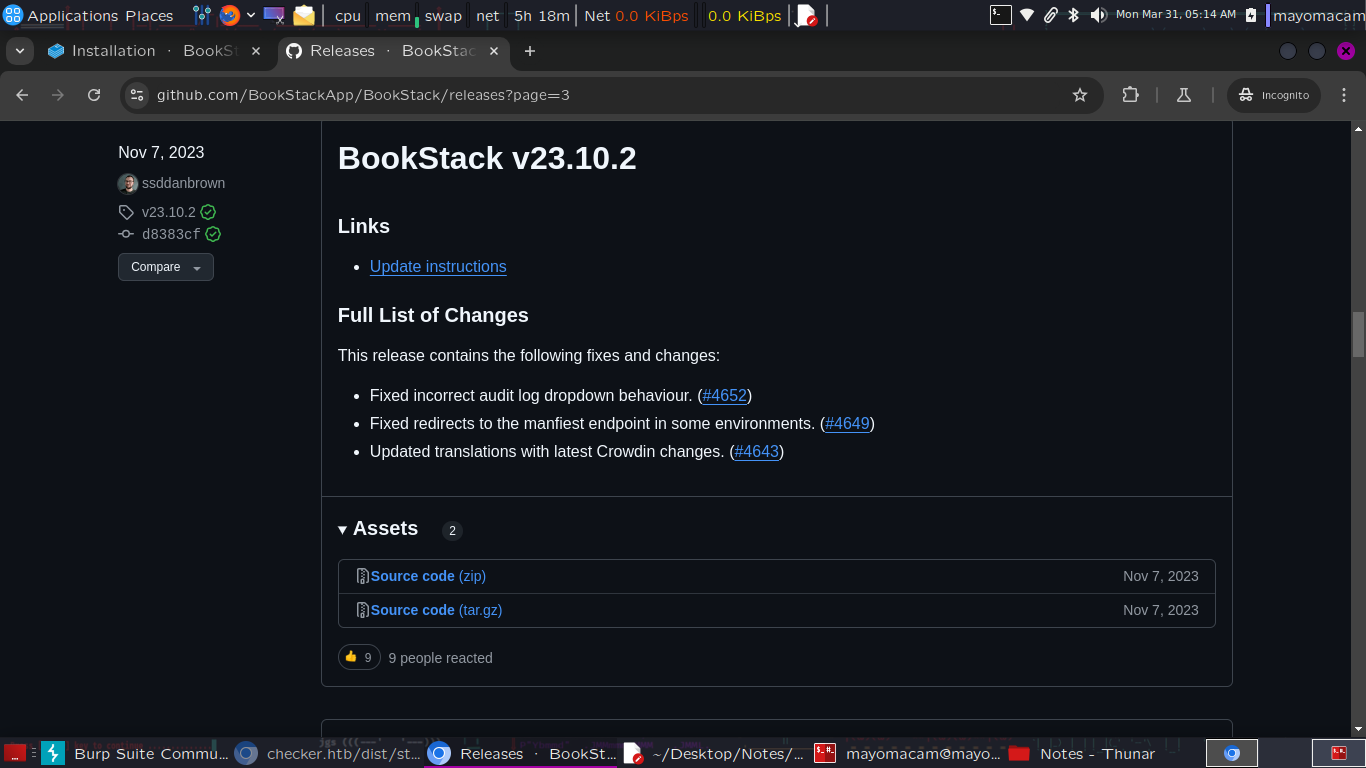 Applications Places cpu mem swap net 5h 18m Net 0.0 KiBps 0.0 KiBps Mon Mar 31, 05:14 AM mayomacam
Installation · BookSt Releases · BookStac
github.com/BookStackApp/BookStack/releases?page=3 Incognito
Nov 7, 2023
ssddanbrown
v23.10.2
d8383cf
Compare
BookStack v23.10.2
Links
Update instructions
Full List of Changes
This release contains the following fixes and changes:
Fixed incorrect audit log dropdown behaviour. (#4652)
Fixed redirects to the manfiest endpoint in some environments. (#4649)
Updated translations with latest Crowdin changes. (#4643)
Assets 2
Source code (zip) Nov 7, 2023
Source code (tar.gz) Nov 7, 2023
9 9 people reacted
Burp Suite Commu... checker.htb/dist/st... Releases · BookSt... ~/Desktop/Notes/... mayomacam@mayo... Notes - Thunar